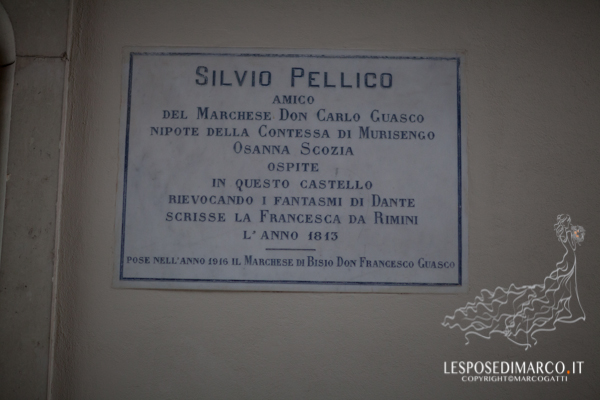 SILVIO PELLICO
AMICO
DEL MARCHESE DON CARLO GUASCO
NIPOTE DELLA CONTESSA DI MURISENGO
OSANNA SCOZIA
OSPITE
IN QUESTO CASTELLO
RIEVOCANDO I FANTASMI DI DANTE
SCRISSE LA FRANCESCA DA RIMINI
L'ANNO 1813
POSE NELL'ANNO 1916 IL MARCHESE DI BISIO DON FRANCESCO GUASCO
LESPOSEDIMARCO.IT
COPYRIGHT©MARCOGATTI